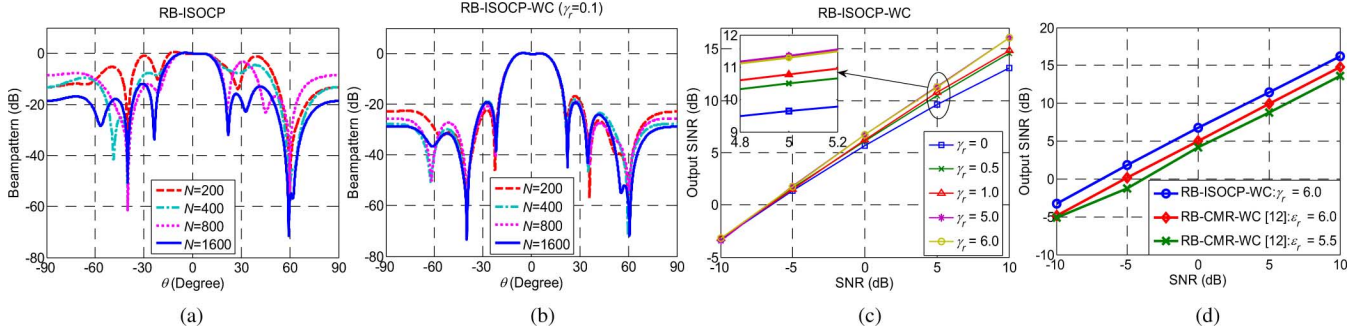 RB-ISOCP
Beampattern (dB)
0
-20
-40
-60
-80
N=200
N=400
N=800
N=1600
-90 -60 -30 0 30 60 90
θ (Degree)
(a)
RB-ISOCP-WC (γr=0.1)
Beampattern (dB)
0
-20
-40
-60
-80
N=200
N=400
N=800
N=1600
-90 -60 -30 0 30 60 90
θ (Degree)
(b)
RB-ISOCP-WC
Output SINR (dB)
15
10
5
0
-5
12
11
10
9
4.8 5 5.2
γr = 0
γr = 0.5
γr = 1.0
γr = 5.0
γr = 6.0
-10 -5 0 5 10
SNR (dB)
(c)
Output SINR (dB)
20
15
10
5
0
-5
-10
RB-ISOCP-WC:γr = 6.0
RB-CMR-WC [12]:εr = 6.0
RB-CMR-WC [12]:εr = 5.5
-10 -5 0 5 10
SNR (dB)
(d)